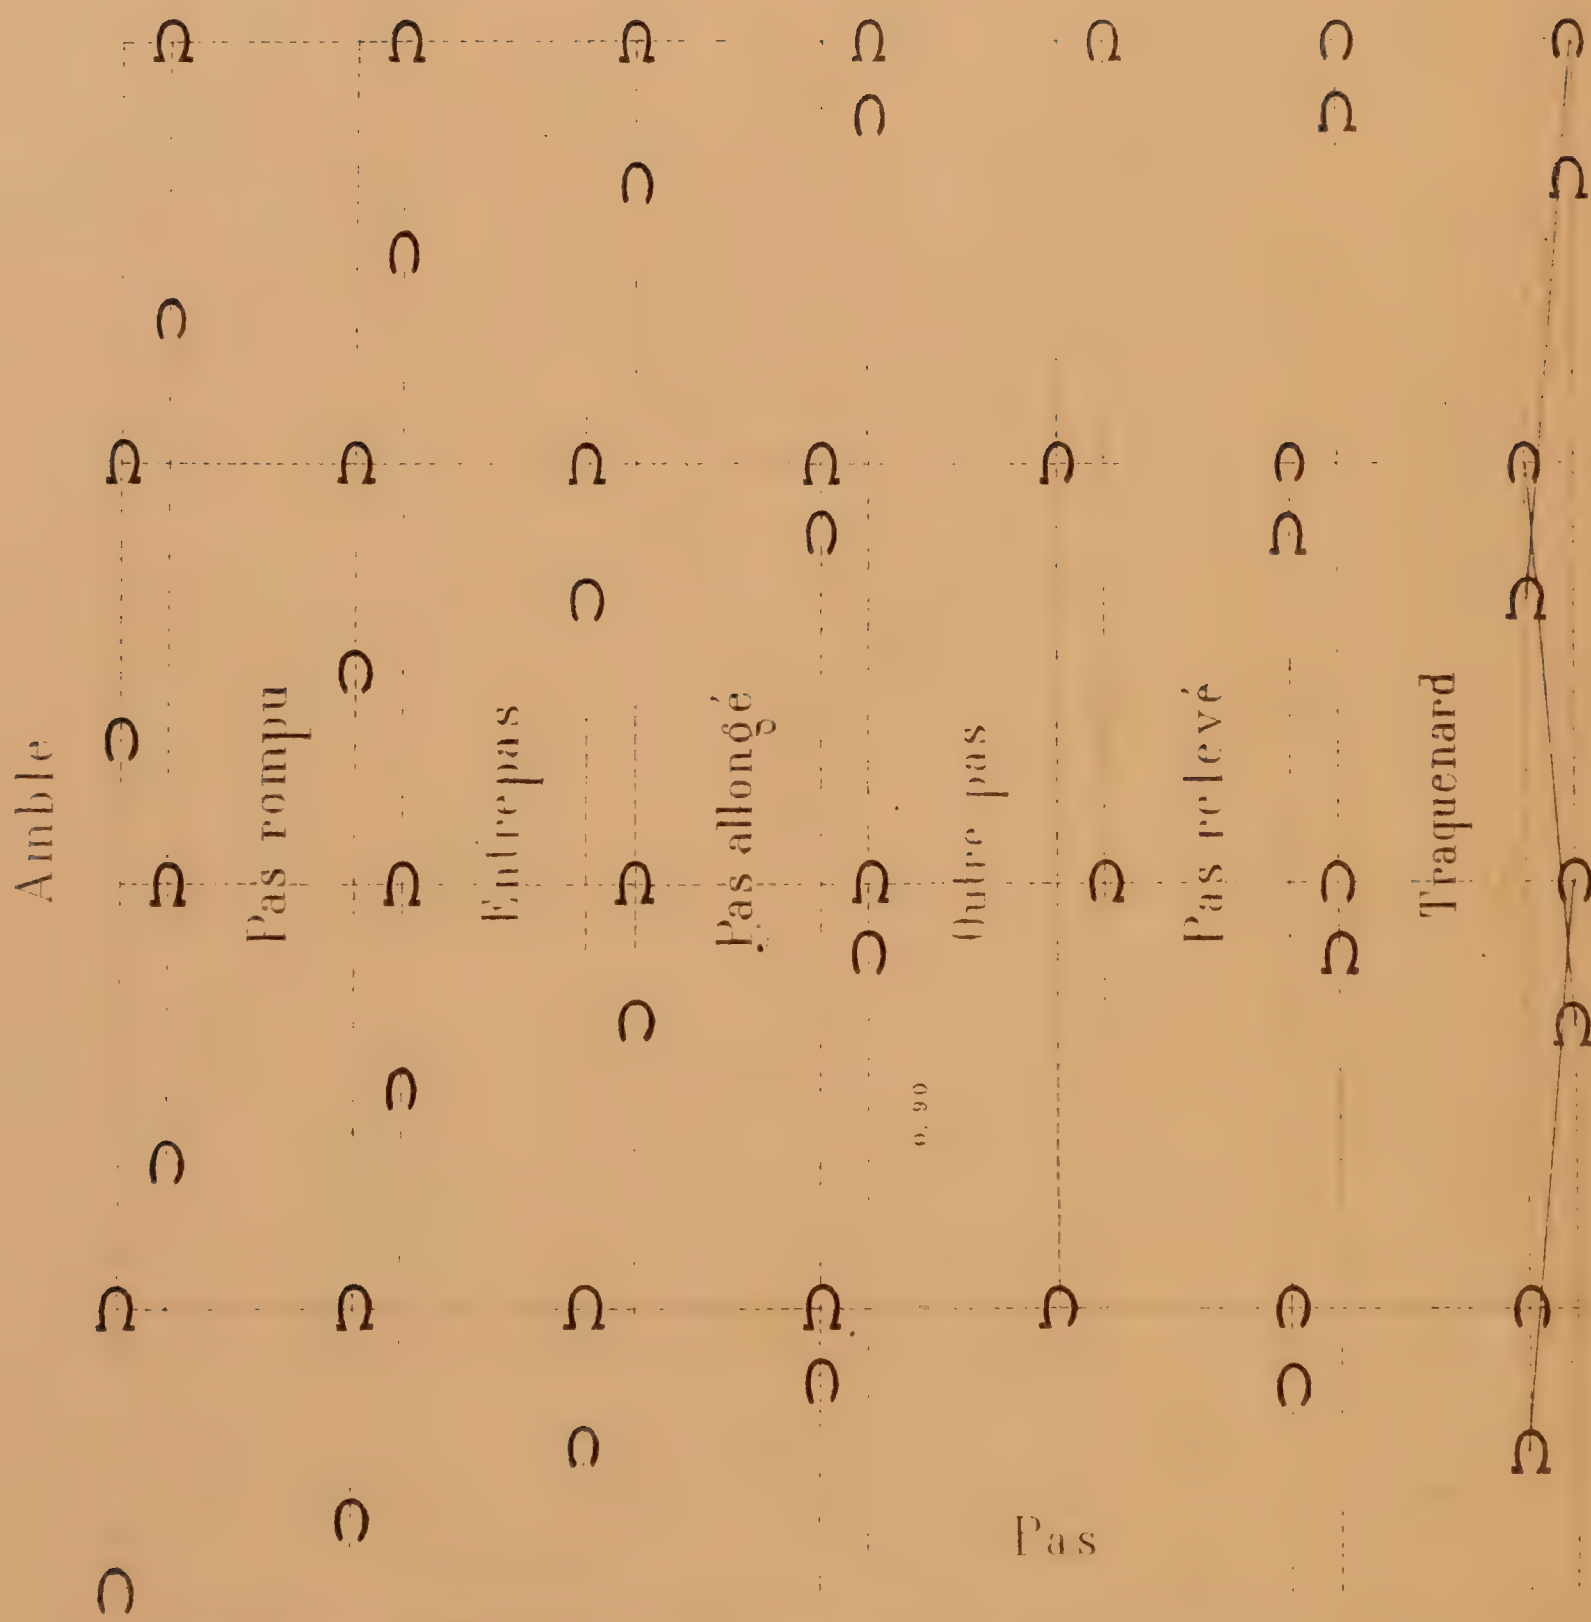 Amble
Pas rompu
Entrepas
Pas allongé
Outre pas
Pas relevé
Traquenard
0,90
Pas